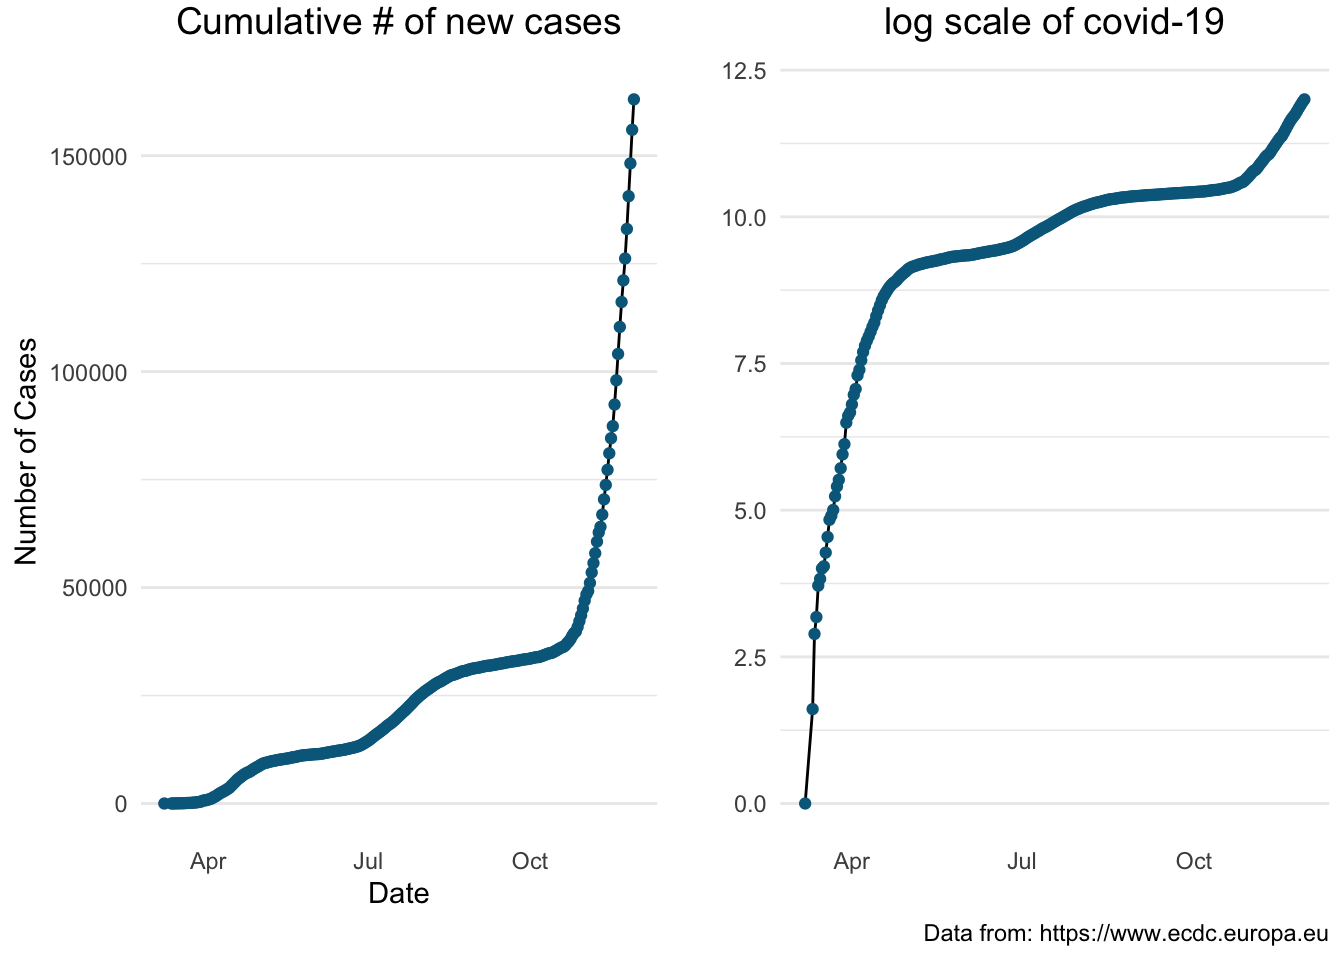 Cumulative # of new cases
Number of Cases
150000
100000
50000
0
Apr Jul Oct
Date
log scale of covid-19
12.5
10.0
7.5
5.0
2.5
0.0
Apr Jul Oct
Data from: https://www.ecdc.europa.eu